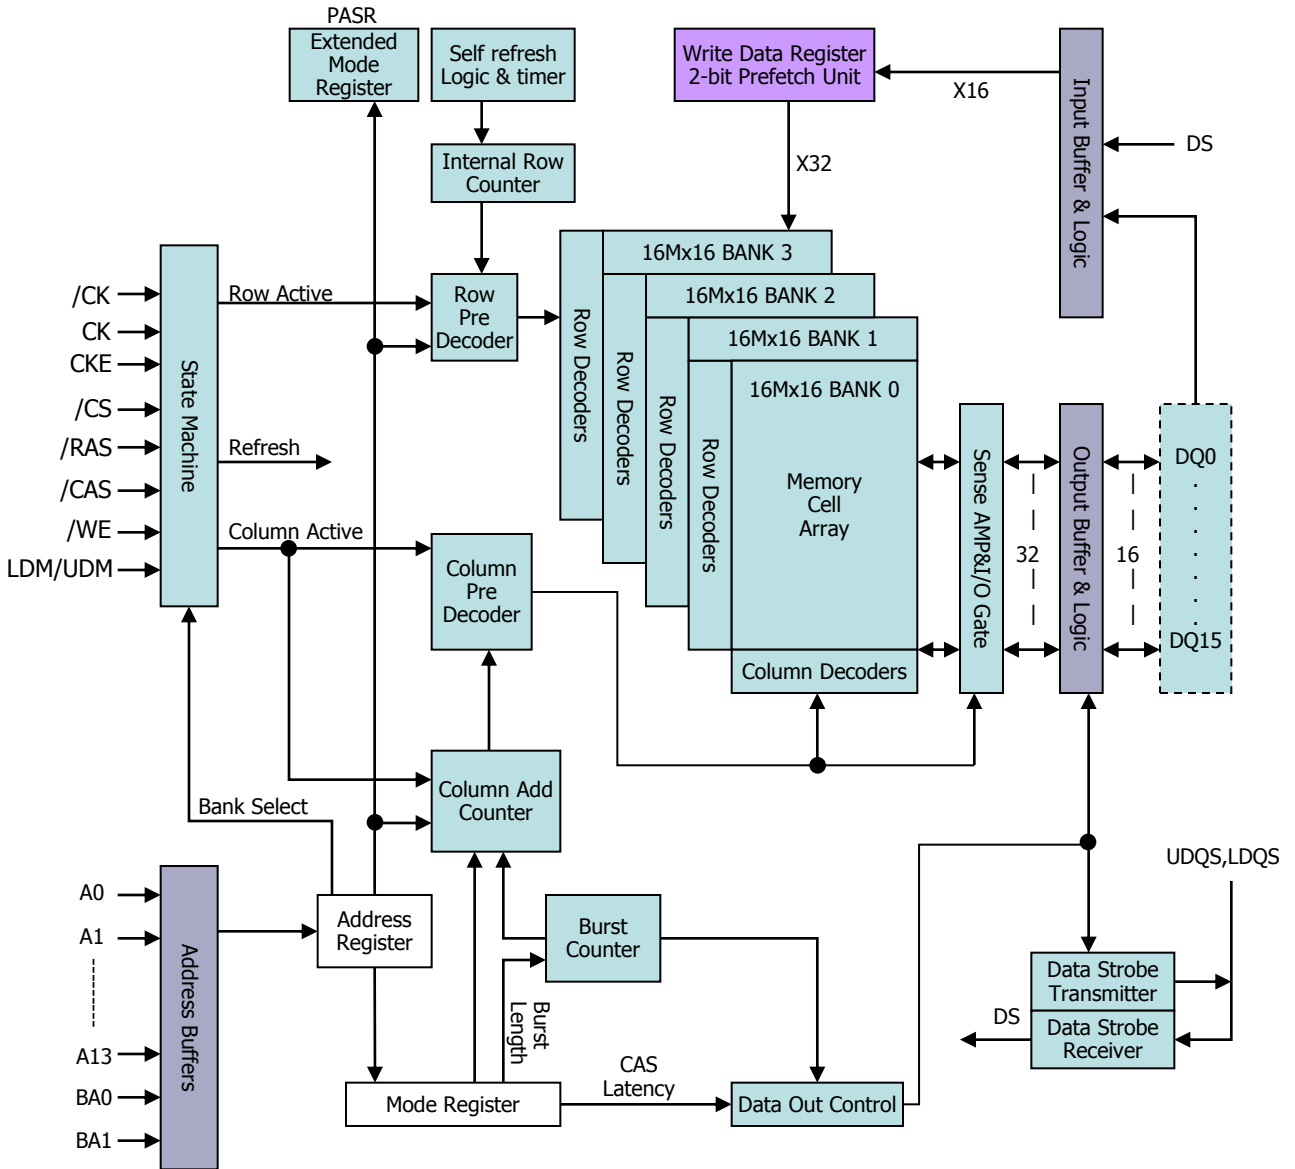 PASR
Extended
Mode
Register
Self refresh
Logic & timer
Write Data Register
2-bit Prefetch Unit
X16
Input Buffer & Logic
DS
Internal Row
Counter
X32
/CK
CK
CKE
/CS
/RAS
/CAS
/WE
LDM/UDM
State Machine
Row Active
Refresh
Column Active
Row
Pre
Decoder
Row Decoders
16Mx16 BANK 3
Row Decoders
16Mx16 BANK 2
Row Decoders
16Mx16 BANK 1
Row Decoders
16Mx16 BANK 0
Memory
Cell
Array
Column Decoders
Sense AMP&I/O Gate
32
Output Buffer & Logic
16
DQ0
DQ15
Column
Pre
Decoder
Column Add
Counter
Bank Select
A0
A1
A13
BA0
BA1
Address Buffers
Address
Register
Burst
Counter
Burst
Length
Mode Register
CAS
Latency
Data Out Control
UDQS,LDQS
Data Strobe
Transmitter
DS
Data Strobe
Receiver